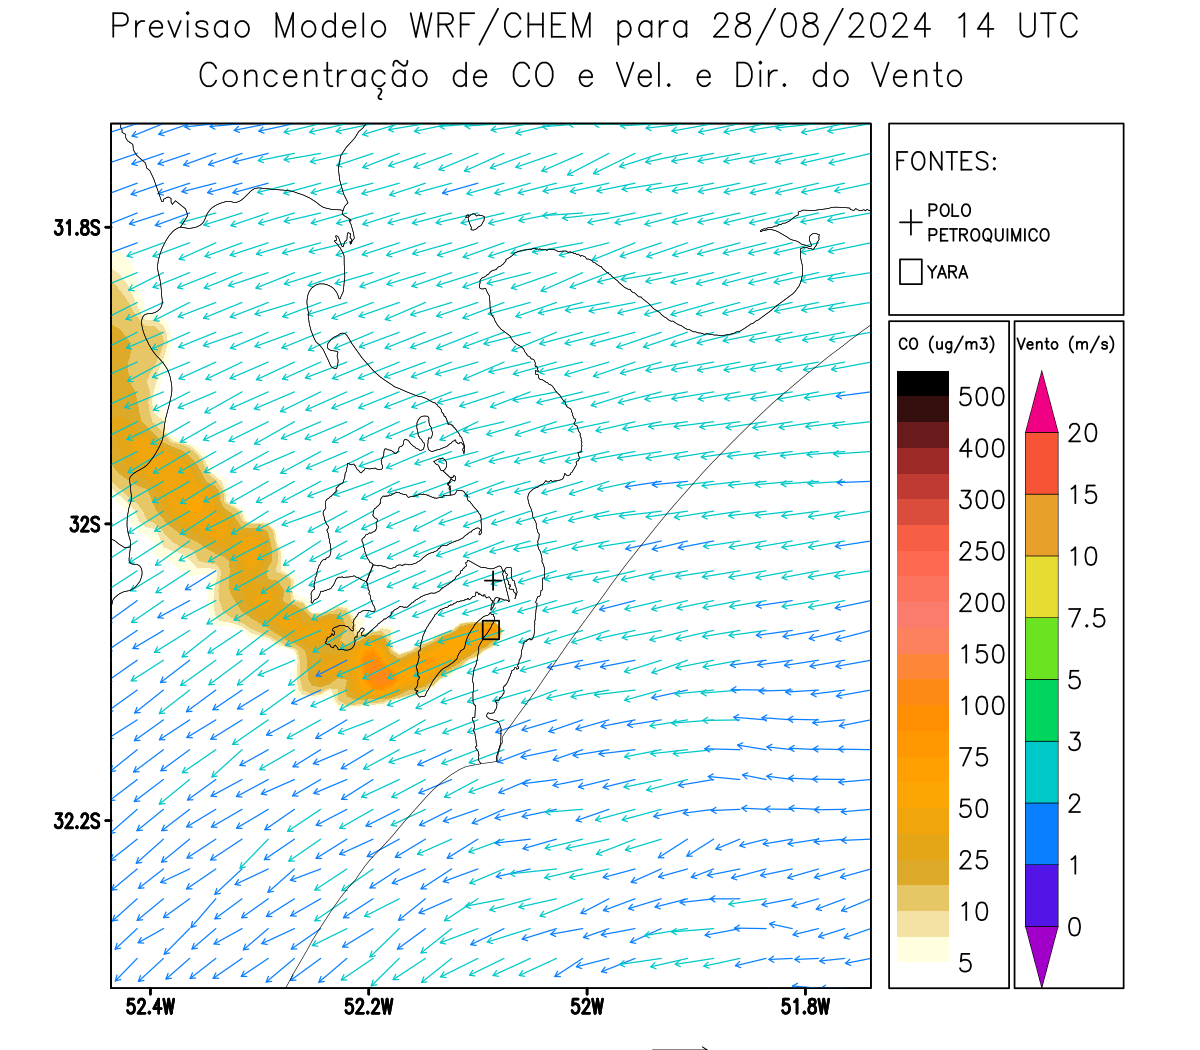 Previsao Modelo WRF/CHEM para 28/08/2024 14 UTC
Concentração de CO e Vel. e Dir. do Vento
FONTES:
POLO
PETROQUIMICO
YARA
CO (ug/m3)
500
400
300
250
200
150
100
75
50
25
10
5
Vento (m/s)
20
15
10
7.5
5
3
2
1
0
31.8S
32S
32.2S
52.4W
52.2W
52W
51.8W